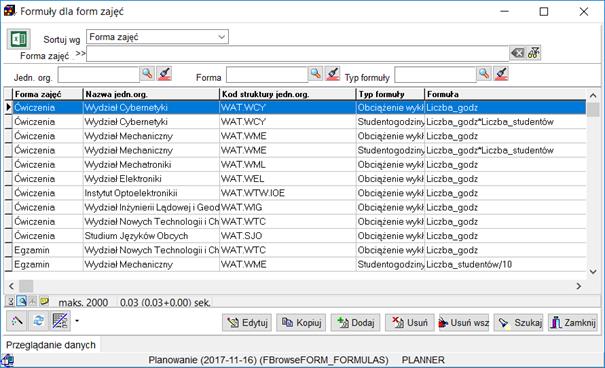 Formuły dla form zajęć
Sortuj wg Forma zajęć
Forma zajęć >>
Jedn. org. Forma Typ formuły
Forma zajęć Nazwa jedn.org. Kod struktury jedn.org. Typ formuły Formuła
Ćwiczenia Wydział Cybernetyki WAT.WCY Obciążenie wykł Liczba_godz
Ćwiczenia Wydział Cybernetyki WAT.WCY Studentogodziny Liczba_godz*Liczba_studentów
Ćwiczenia Wydział Mechaniczny WAT.WME Obciążenie wykł Liczba_godz
Ćwiczenia Wydział Mechaniczny WAT.WME Studentogodziny Liczba_godz*Liczba_studentów
Ćwiczenia Wydział Mechatroniki WAT.WML Obciążenie wykł Liczba_godz
Ćwiczenia Wydział Elektroniki WAT.WEL Obciążenie wykł Liczba_godz
Ćwiczenia Instytut Optoelektronikii WAT.WTW.IOE Obciążenie wykł Liczba_godz
Ćwiczenia Wydział Inżynierii Lądowej i Geod WAT.WIG Obciążenie wykł Liczba_godz
Ćwiczenia Wydział Nowych Technologii i Ch WAT.WTC Obciążenie wykł Liczba_godz
Ćwiczenia Studium Języków Obcych WAT.SJO Obciążenie wykł Liczba_godz
Egzamin Wydział Nowych Technologii i Ch WAT.WTC Obciążenie wykł Liczba_godz
Egzamin Wydział Mechaniczny WAT.WME Studentogodziny Liczba_studentów/10
maks. 2000 0.03 (0.03+0.00) sek.
Edytuj Kopiuj Dodaj Usuń Usuń wsz Szukaj Zamknij
Przeglądanie danych
Planowanie (2017-11-16) (FBrowseFORM_FORMULAS) PLANNER